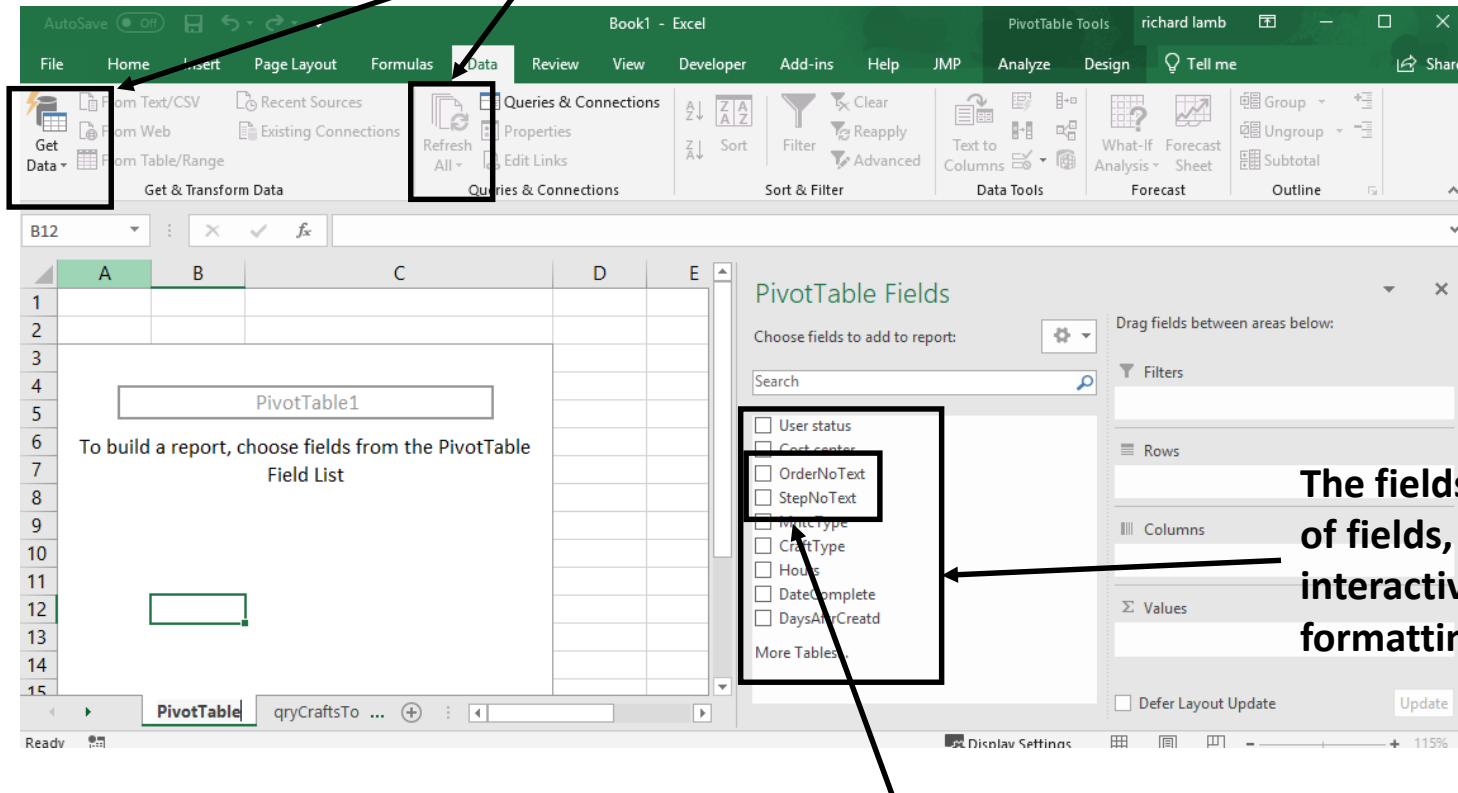 AutoSave Off Book1 - Excel PivotTable Tools richard lamb
File Home Insert Page Layout Formulas Data Review View Developer Add-ins Help JMP Analyze Design Tell me Share
Get Data
From Text/CSV
From Web
From Table/Range
Recent Sources
Existing Connections
Get & Transform Data
Refresh All
Queries & Connections
Properties
Edit Links
Queries & Connections
Sort
Filter
Clear
Reapply
Advanced
Sort & Filter
Text to Columns
Data Tools
What-If Analysis
Forecast Sheet
Forecast
Group
Ungroup
Subtotal
Outline
B12 fx
A B C D E
1
2
3
4
5
6
7
8
9
10
11
12
13
14
15
PivotTable1
To build a report, choose fields from the PivotTable
Field List
PivotTable Fields
Choose fields to add to report:
Search
User status
Cost center
OrderNoText
StepNoText
MntcType
CraftType
Hours
DateComplete
DaysAftrCreatd
More Tables...
Drag fields between areas below:
Filters
Rows
Columns
Σ Values
The fields
of fields,
interactiv
formattin
Defer Layout Update Update
PivotTable qryCraftsTo ...
Ready Display Settings 115%